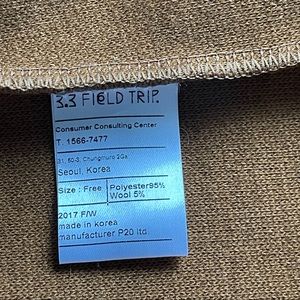 3.3 FIELD TRIP.
Consumer Consulting Center
T. 1566-7477
31, 50-3, Chungmuro 2Ga
Seoul, Korea
Size : Free
Polyester95%
Wool 5%
2017 F/W
made in korea
manufacturer P20 ltd